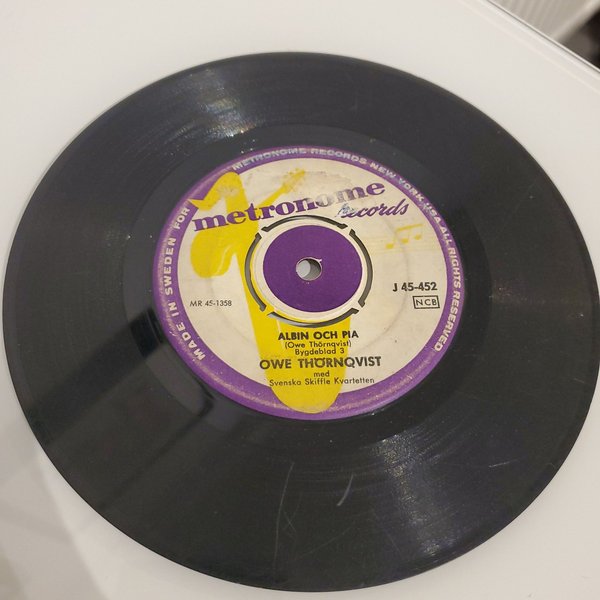 MADE IN SWEDEN FOR METRONOME RECORDS NEW YORK USA ALL RIGHTS RESERVED
metronome
records
J 45-452
MR 45-1358
NCB
ALBIN OCH PIA
(Owe Thörnqvist)
Bygdeblad 3
OWE THÖRNQVIST
med
Svenska Skiffle Kvartetten